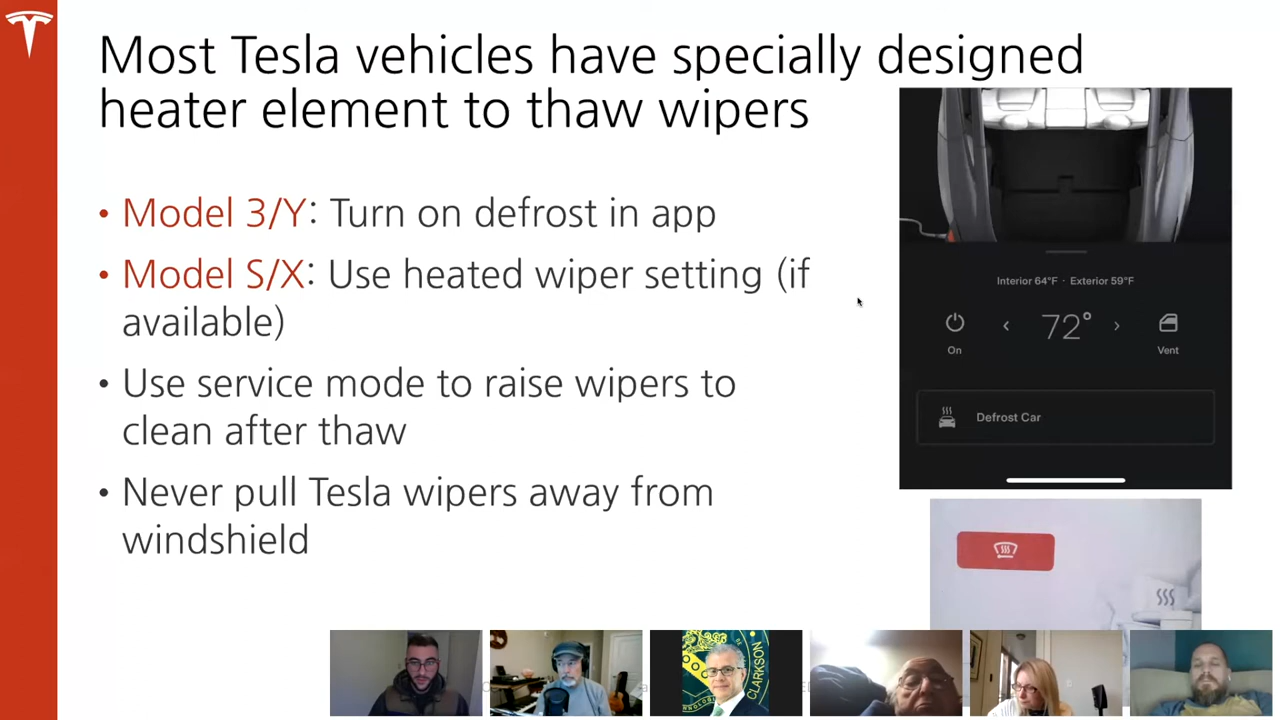 Most Tesla vehicles have specially designed
heater element to thaw wipers
• Model 3/Y: Turn on defrost in app
• Model S/X: Use heated wiper setting (if
available)
• Use service mode to raise wipers to
clean after thaw
• Never pull Tesla wipers away from
windshield
Interior 64°F · Exterior 59°F
72°
On
Vent
Defrost Car
CLARKSON